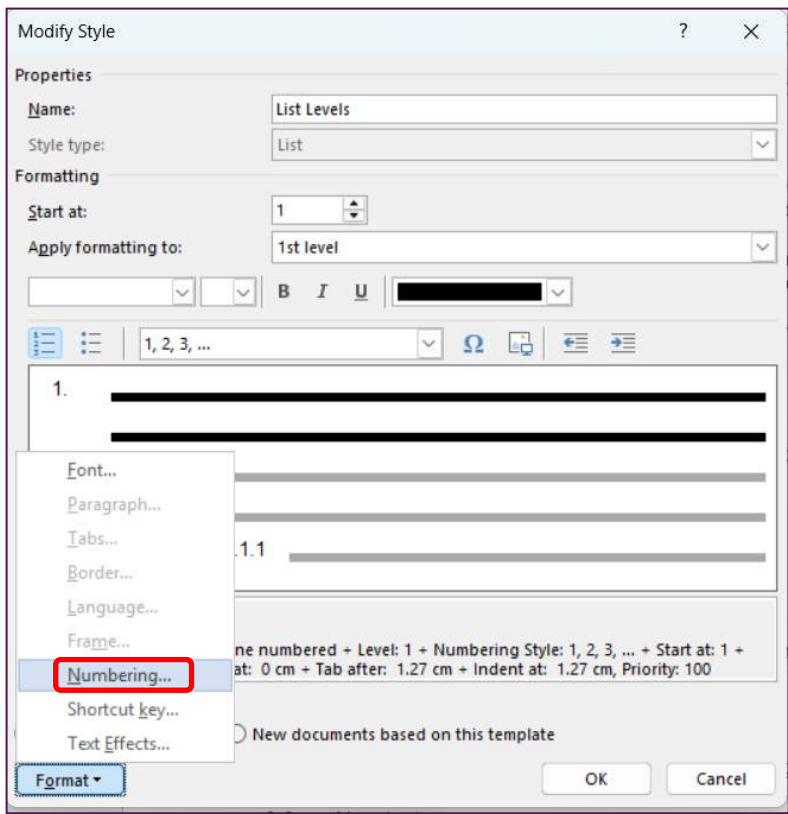 Modify Style ?
Properties
Name: List Levels
Style type: List
Formatting
Start at: 1
Apply formatting to: 1st level
B I U
1, 2, 3, ... Ω
1.
Font...
Paragraph...
Tabs...
.1.1
Border...
Language...
Frame...
ne numbered + Level: 1 + Numbering Style: 1, 2, 3, ... + Start at: 1 +
Numbering... at: 0 cm + Tab after: 1.27 cm + Indent at: 1.27 cm, Priority: 100
Shortcut key...
New documents based on this template
Text Effects...
Format OK Cancel